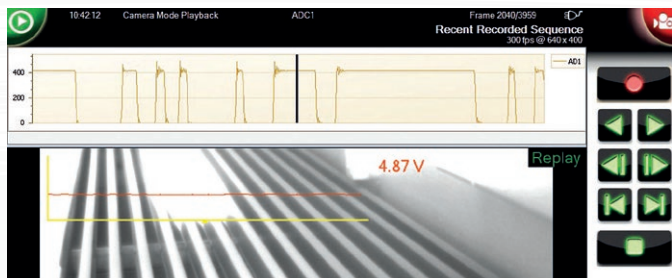 10:42.12 Camera Mode Playback ADC1 Frame 2040/3959
Recent Recorded Sequence
300 fps @ 640 x 400
AD1
400
200
0
Replay
4.87 V